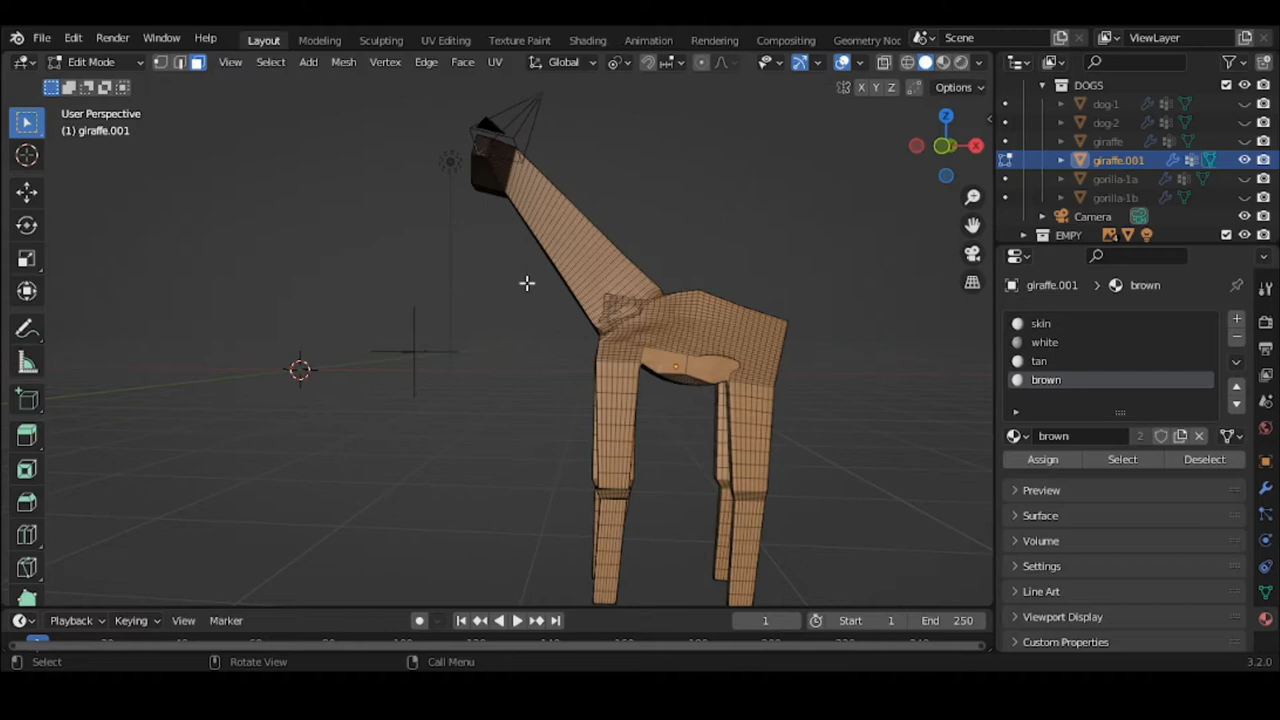 File Edit Render Window Help Layout Modeling Sculpting UV Editing Texture Paint Shading Animation Rendering Compositing Geometry Noc Scene ViewLayer
Edit Mode View Select Add Mesh Vertex Edge Face UV Global
X Y Z Options
User Perspective
(1) giraffe.001
Z
X
DOGS
dog-1
dog-2
giraffe
giraffe.001
gorilla-1a
gorilla-1b
Camera
EMPY 4
giraffe.001 > brown
skin
white
tan
brown
brown 2
Assign Select Deselect
Preview
Surface
Volume
Settings
Line Art
Viewport Display
Custom Properties
Playback Keying View Marker 1 Start 1 End 250
1
Select Rotate View Call Menu 3.2.0